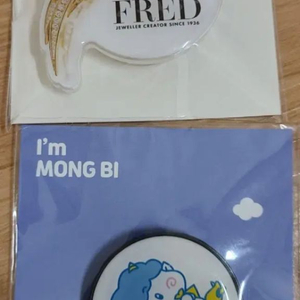 FRED
JEWELLER CREATOR SINCE 1936
I'm
MONG BI